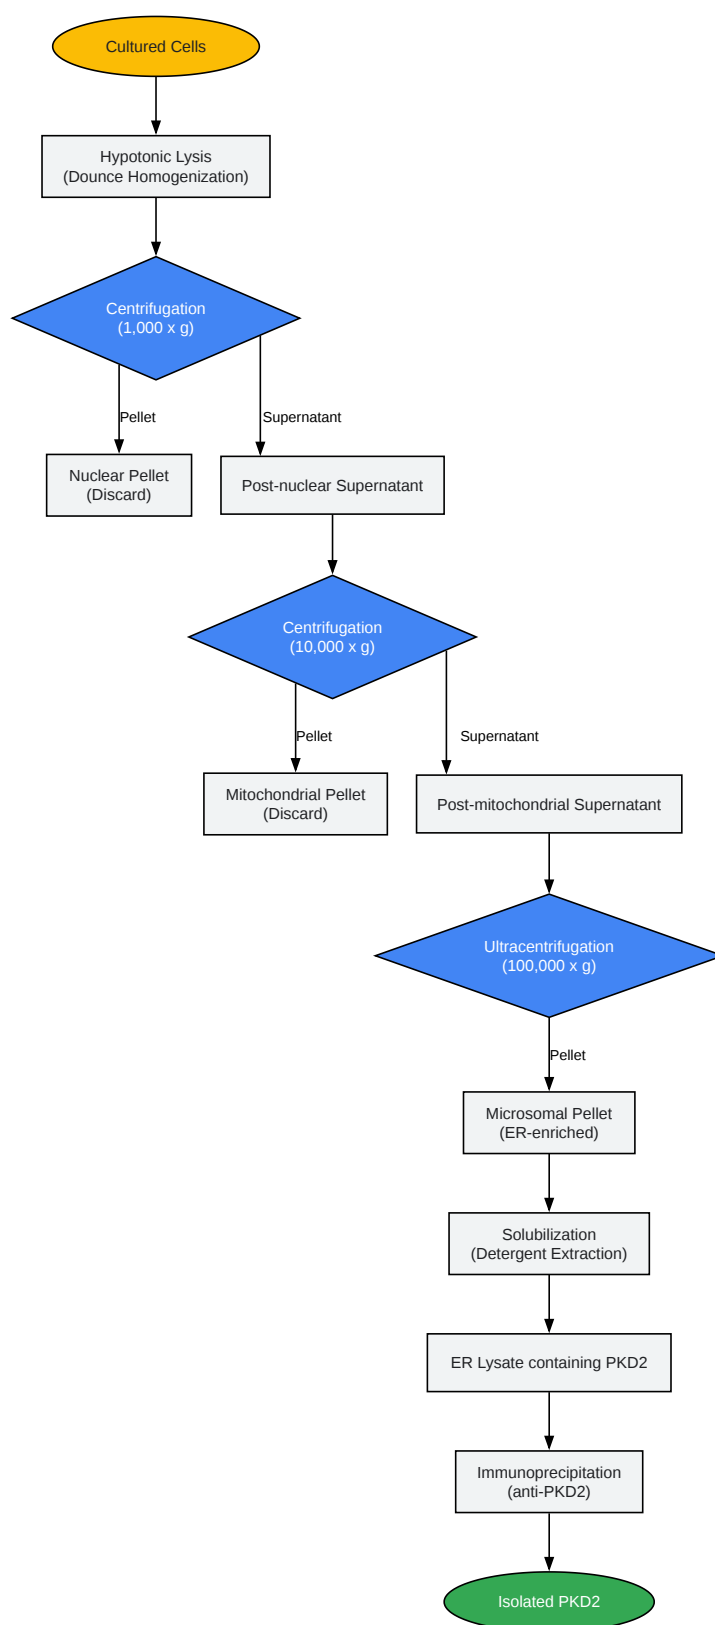 Cultured Cells
Hypotonic Lysis
(Dounce Homogenization)
Centrifugation
(1,000 x g)
Pellet
Supernatant
Nuclear Pellet
(Discard)
Post-nuclear Supernatant
Centrifugation
(10,000 x g)
Pellet
Supernatant
Mitochondrial Pellet
(Discard)
Post-mitochondrial Supernatant
Ultracentrifugation
(100,000 x g)
Pellet
Microsomal Pellet
(ER-enriched)
Solubilization
(Detergent Extraction)
ER Lysate containing PKD2
Immunoprecipitation
(anti-PKD2)
Isolated PKD2